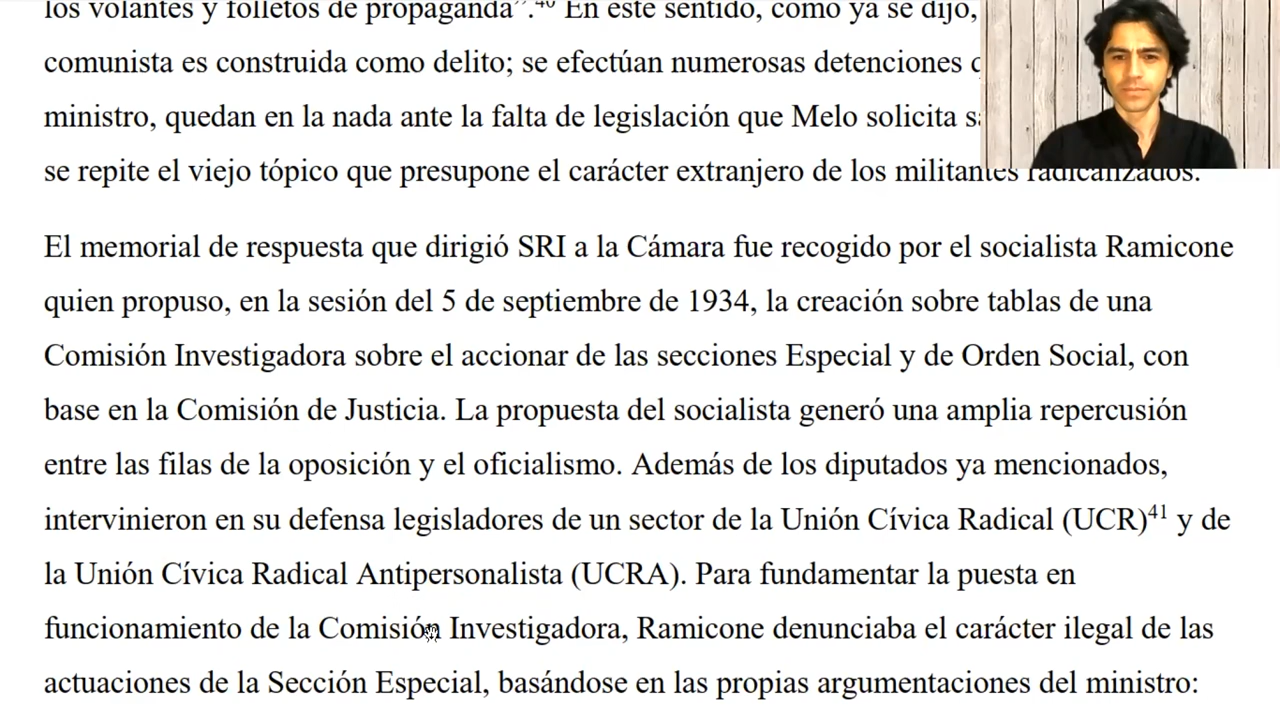 los volantes y folletos de propaganda”.⁴⁰ En este sentido, como ya se dijo,
comunista es construida como delito; se efectúan numerosas detenciones
ministro, quedan en la nada ante la falta de legislación que Melo solicita
se repite el viejo tópico que presupone el carácter extranjero de los militantes radicalizados.
El memorial de respuesta que dirigió SRI a la Cámara fue recogido por el socialista Ramicone
quien propuso, en la sesión del 5 de septiembre de 1934, la creación sobre tablas de una
Comisión Investigadora sobre el accionar de las secciones Especial y de Orden Social, con
base en la Comisión de Justicia. La propuesta del socialista generó una amplia repercusión
entre las filas de la oposición y el oficialismo. Además de los diputados ya mencionados,
intervinieron en su defensa legisladores de un sector de la Unión Cívica Radical (UCR)⁴¹ y de
la Unión Cívica Radical Antipersonalista (UCRA). Para fundamentar la puesta en
funcionamiento de la Comisión Investigadora, Ramicone denunciaba el carácter ilegal de las
actuaciones de la Sección Especial, basándose en las propias argumentaciones del ministro: